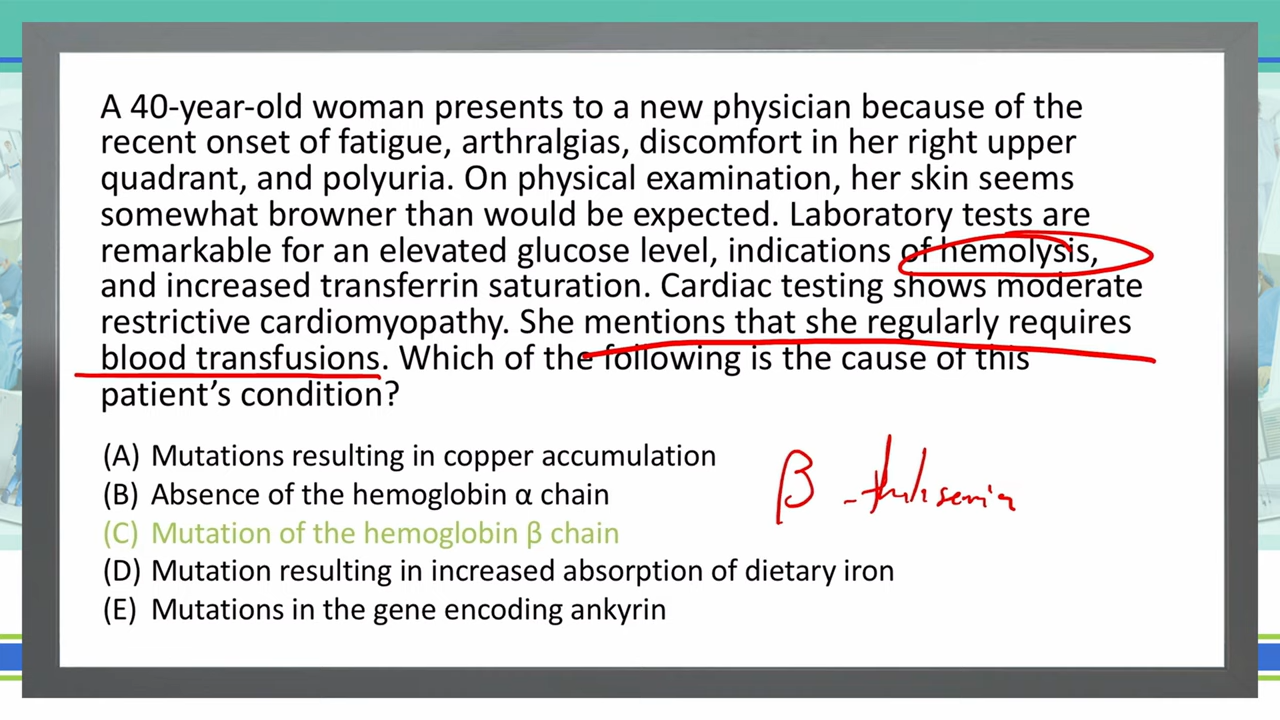 A 40-year-old woman presents to a new physician because of the
recent onset of fatigue, arthralgias, discomfort in her right upper
quadrant, and polyuria. On physical examination, her skin seems
somewhat browner than would be expected. Laboratory tests are
remarkable for an elevated glucose level, indications of hemolysis,
and increased transferrin saturation. Cardiac testing shows moderate
restrictive cardiomyopathy. She mentions that she regularly requires
blood transfusions. Which of the following is the cause of this
patient’s condition?
(A) Mutations resulting in copper accumulation
(B) Absence of the hemoglobin α chain
(C) Mutation of the hemoglobin β chain
(D) Mutation resulting in increased absorption of dietary iron
(E) Mutations in the gene encoding ankyrin
β